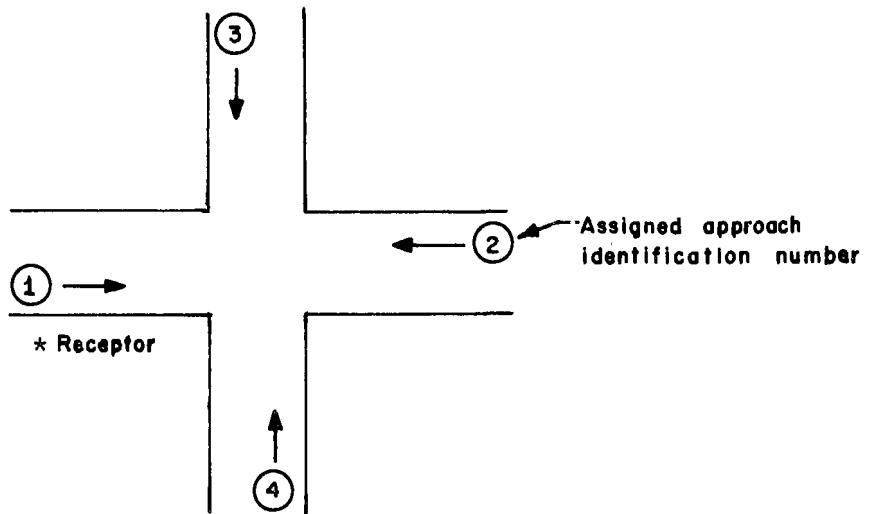 3
2
Assigned approach
identification number
1
* Receptor
4